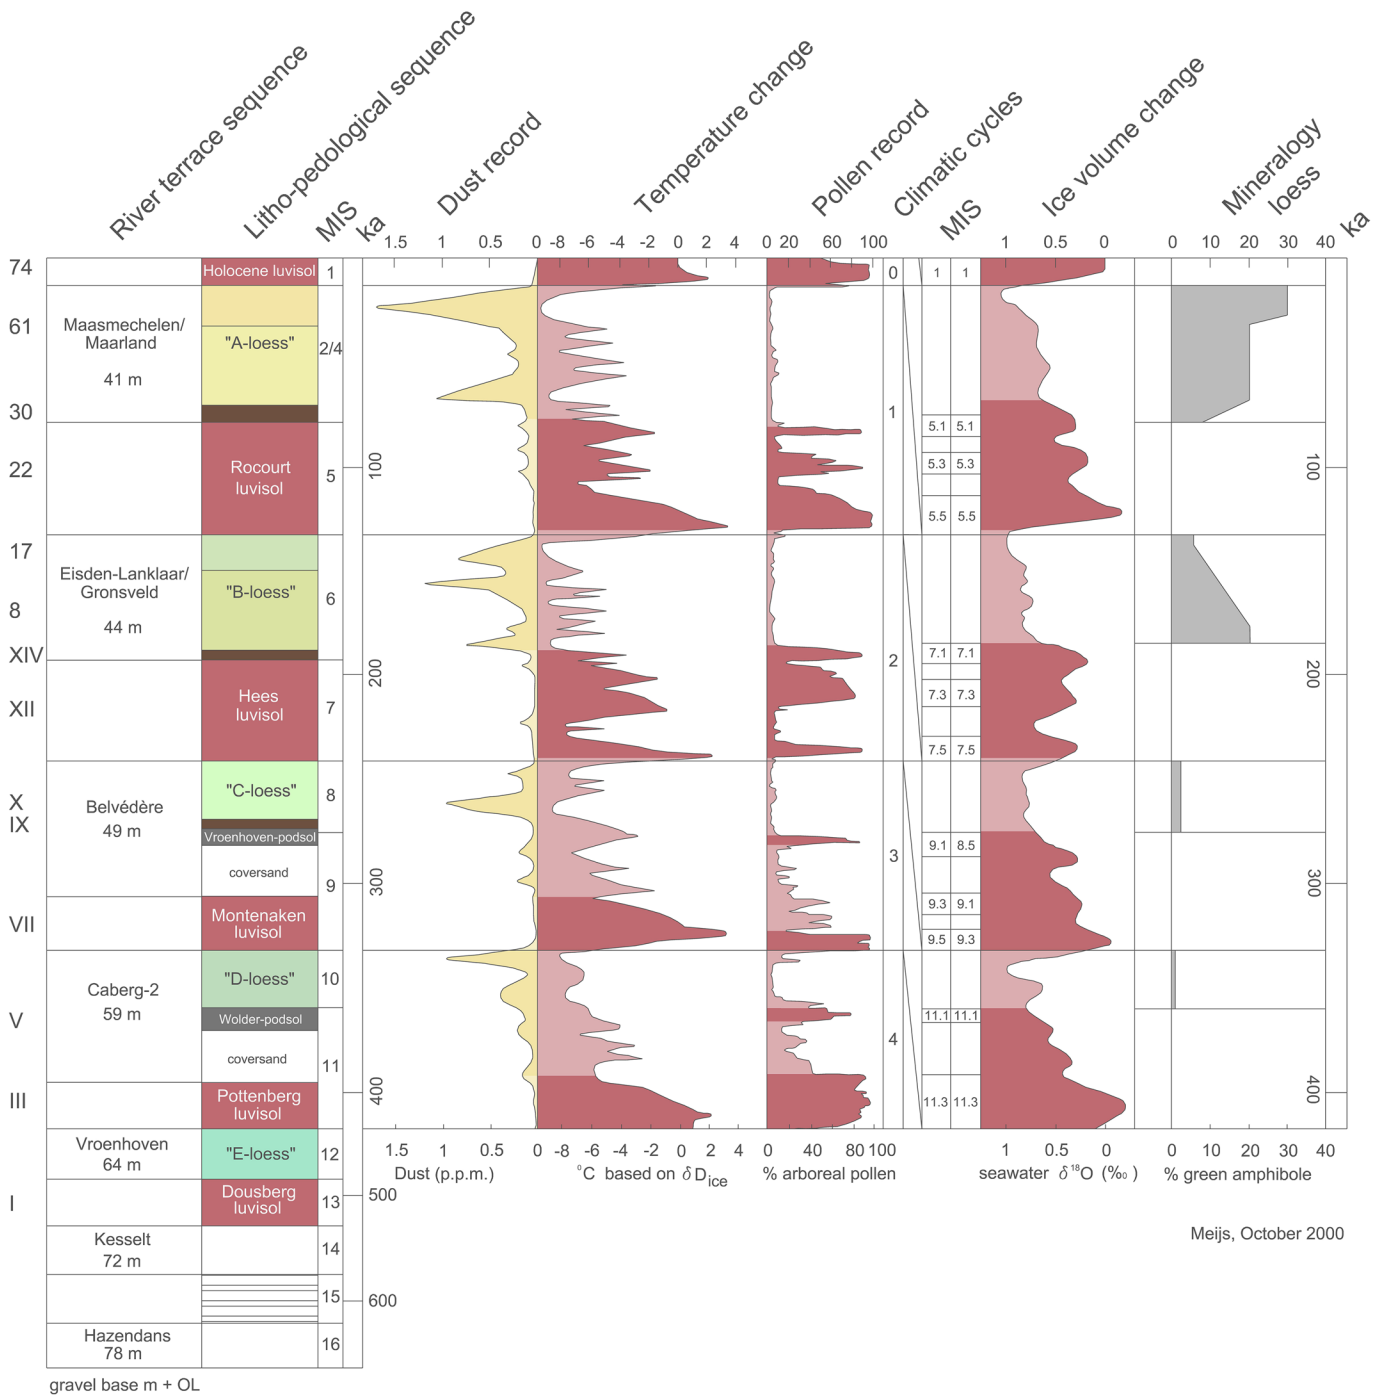 River terrace sequence
Litho-pedological sequence
MIS
ka
Dust record
Temperature change
Pollen record
Climatic cycles
MIS
Ice volume change
Mineralogy
loess
ka
1.5 1 0.5 0
-8 -6 -4 -2 0 2 4
0 20 60 100
1 0.5 0
0 10 20 30 40
74
61
30
22
17
8
XIV
XII
X
IX
VII
V
III
I
Maasmechelen/
Maarland
41 m
Eisden-Lanklaar/
Gronsveld
44 m
Belvédère
49 m
Caberg-2
59 m
Vroenhoven
64 m
Kesselt
72 m
Hazendans
78 m
gravel base m + OL
Holocene luvisol
"A-loess"
Rocourt
luvisol
"B-loess"
Hees
luvisol
"C-loess"
Vroenhoven-podsol
coversand
Montenaken
luvisol
"D-loess"
Wolder-podsol
coversand
Pottenberg
luvisol
"E-loess"
Dousberg
luvisol
1
2/4
5
6
7
8
9
10
11
12
13
14
15
16
100
200
300
400
500
600
0
1
2
3
4
1 1
5.1 5.1
5.3 5.3
5.5 5.5
7.1 7.1
7.3 7.3
7.5 7.5
9.1 8.5
9.3 9.1
9.5 9.3
11.1 11.1
11.3 11.3
100
200
300
400
1.5 1 0.5 0
-8 -6 -4 -2 0 2 4
0 40 80 100
1 0.5 0
0 10 20 30 40
Dust (p.p.m.)
°C based on δ Dice
% arboreal pollen
seawater δ 18O (‰)
% green amphibole
Meijs, October 2000